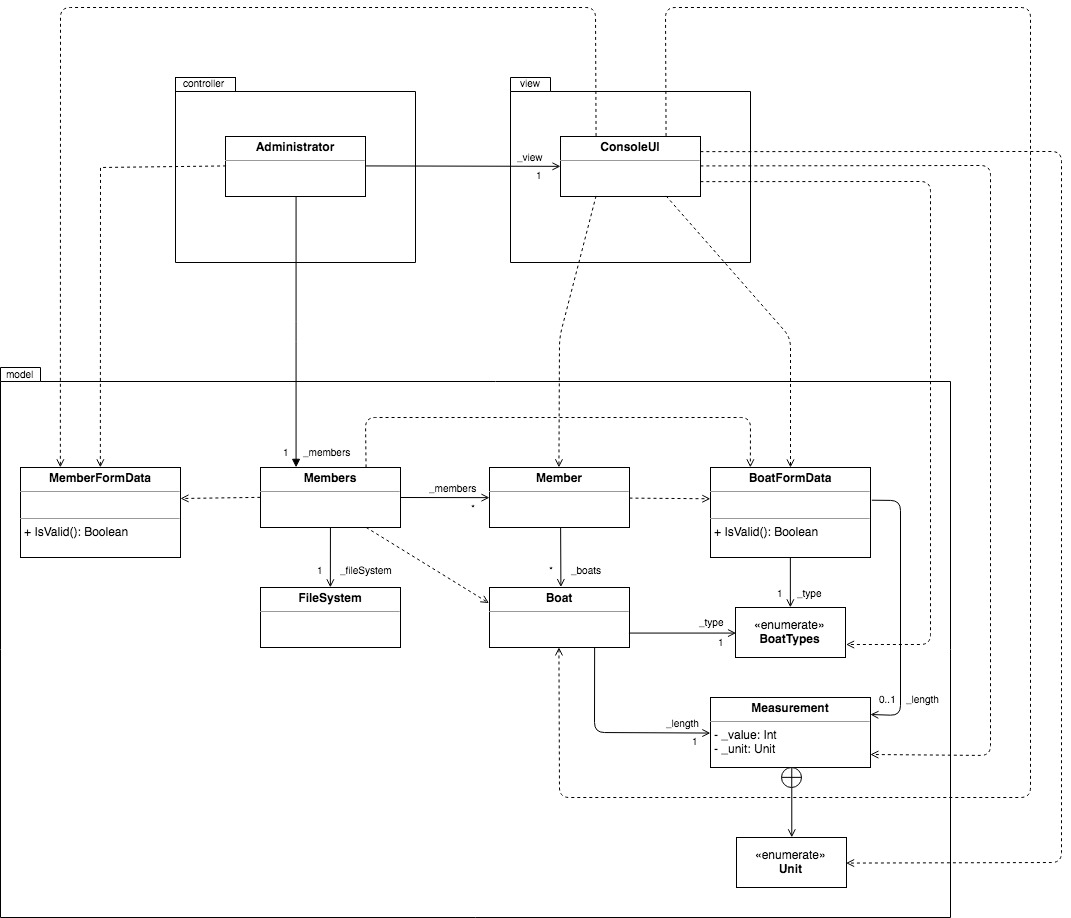 controller
view
Administrator
ConsoleUI
_view
1
model
1
_members
MemberFormData
Members
Member
BoatFormData
_members
*
+ IsValid(): Boolean
+ IsValid(): Boolean
1
_fileSystem
*
_boats
1
_type
FileSystem
Boat
_type
1
«enumerate»
BoatTypes
0..1
_length
Measurement
_length
1
- _value: Int
- _unit: Unit
«enumerate»
Unit